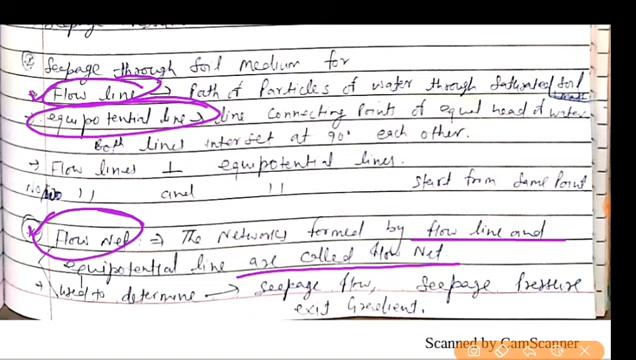 Seepage through Soil Medium for
Flow line → Path of Particles of water through Saturated Soil
equipotential line → line connecting Points of equal head of water
Both lines interset at 90° each other.
→ Flow lines ⊥ equipotential lines.
No two " and " start from Same Point
Flow Net ⇒ The Networks formed by flow line and
equipotential line are called flow Net
→ used to determine → Seepage flow, Seepage Pressure
exit Gradient.
Scanned by CamScanner